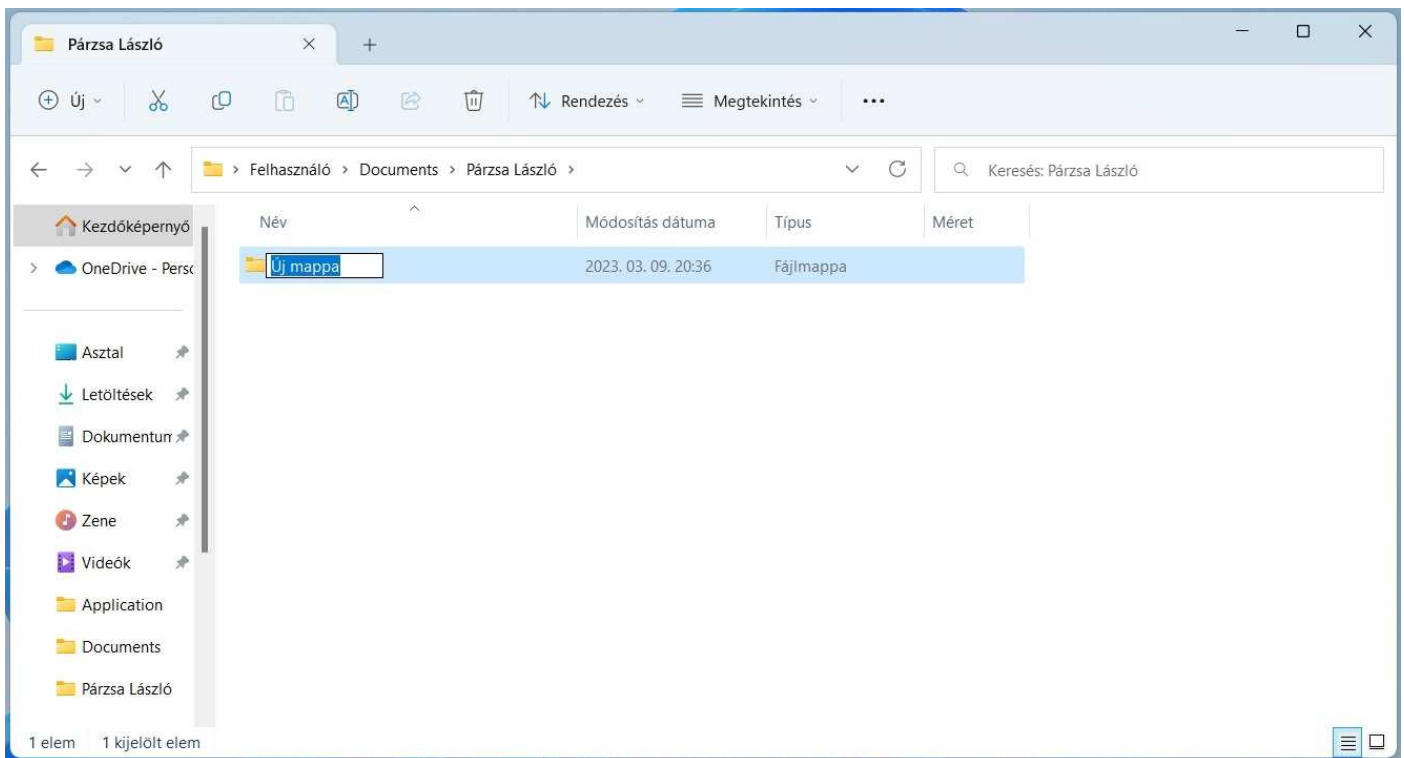 Párzsa László
Új
Rendezés
Megtekintés
Felhasználó > Documents > Párzsa László >
Keresés: Párzsa László
Kezdőképernyő
OneDrive - Perso
Asztal
Letöltések
Dokumentum
Képek
Zene
Videók
Application
Documents
Párzsa László
Név Módosítás dátuma Típus Méret
Új mappa 2023. 03. 09. 20:36 Fájlmappa
1 elem 1 kijelölt elem